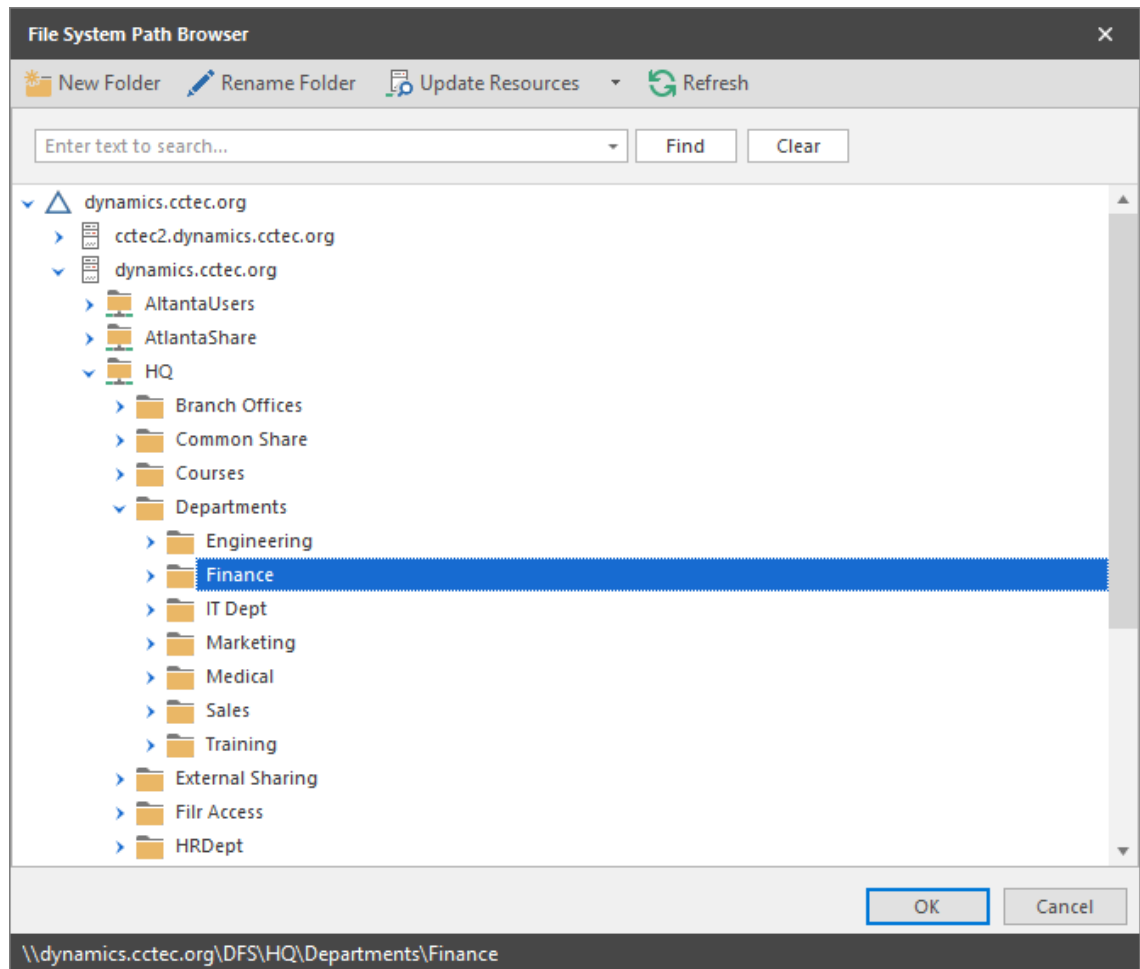 File System Path Browser
New Folder Rename Folder Update Resources Refresh
Enter text to search... Find Clear
dynamics.cctec.org
cctec2.dynamics.cctec.org
dynamics.cctec.org
AltantaUsers
AtlantaShare
HQ
Branch Offices
Common Share
Courses
Departments
Engineering
Finance
IT Dept
Marketing
Medical
Sales
Training
External Sharing
Filr Access
HRDept
OK Cancel
\\dynamics.cctec.org\DFS\HQ\Departments\Finance